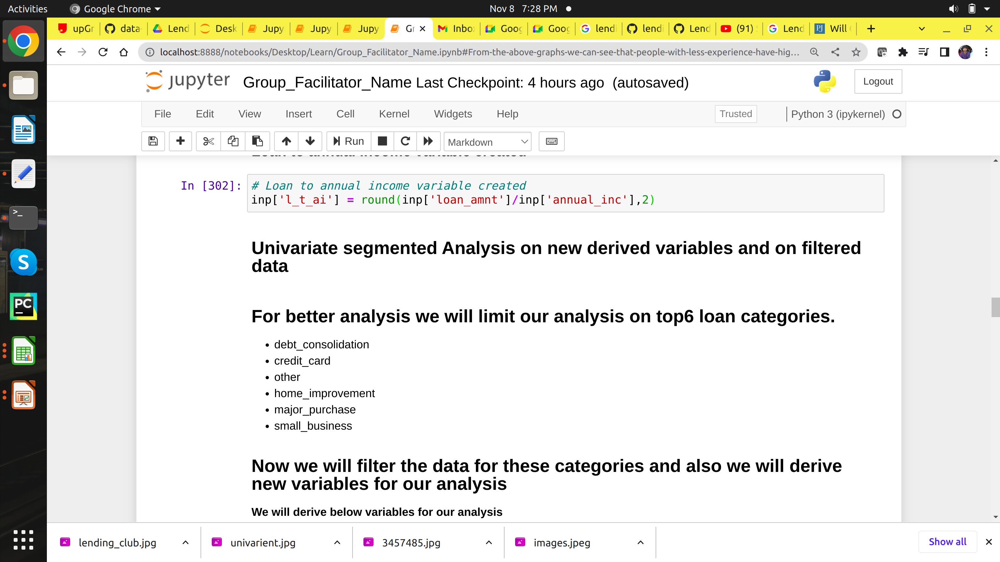 Activities Google Chrome Nov 8 7:28 PM
upGr data- Lend Desk Jupy Jupy Jupy Gr Inbo Goog Goog lendi lendi Lend (91) Lend Will
localhost:8888/notebooks/Desktop/Learn/Group_Facilitator_Name.ipynb#From-the-above-graphs-we-can-see-that-people-with-less-experience-have-hig...
jupyter Group_Facilitator_Name Last Checkpoint: 4 hours ago (autosaved) Logout
File Edit View Insert Cell Kernel Widgets Help Trusted Python 3 (ipykernel)
Run Markdown
Loan to annual income variable created
In [302]: # Loan to annual income variable created
inp['l_t_ai'] = round(inp['loan_amnt']/inp['annual_inc'],2)
Univariate segmented Analysis on new derived variables and on filtered
data
For better analysis we will limit our analysis on top6 loan categories.
• debt_consolidation
• credit_card
• other
• home_improvement
• major_purchase
• small_business
Now we will filter the data for these categories and also we will derive
new variables for our analysis
We will derive below variables for our analysis
lending_club.jpg univarient.jpg 3457485.jpg images.jpeg Show all